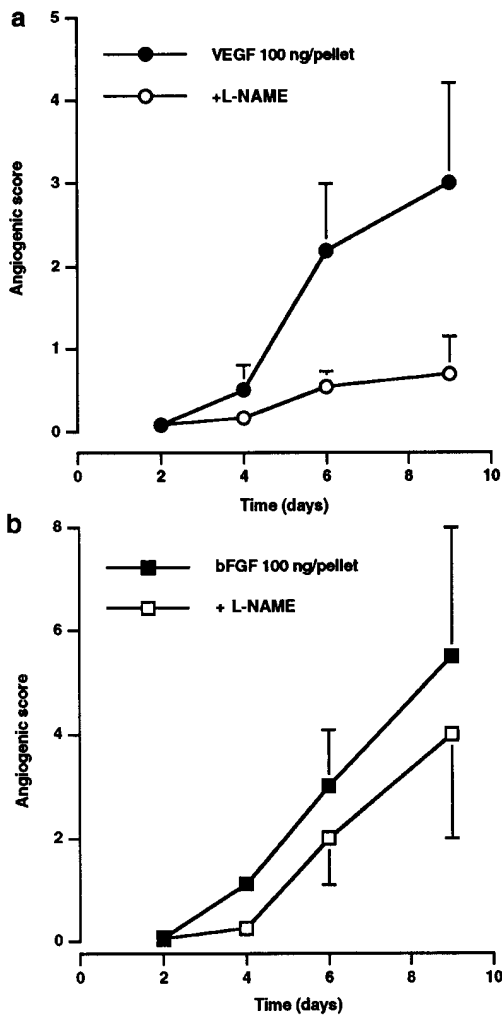 a
5
VEGF 100 ng/pellet
4
+L-NAME
3
Angiogenic score
2
1
0
0 2 4 6 8 10
Time (days)
b
8
bFGF 100 ng/pellet
+ L-NAME
6
Angiogenic score
4
2
0
0 2 4 6 8 10
Time (days)